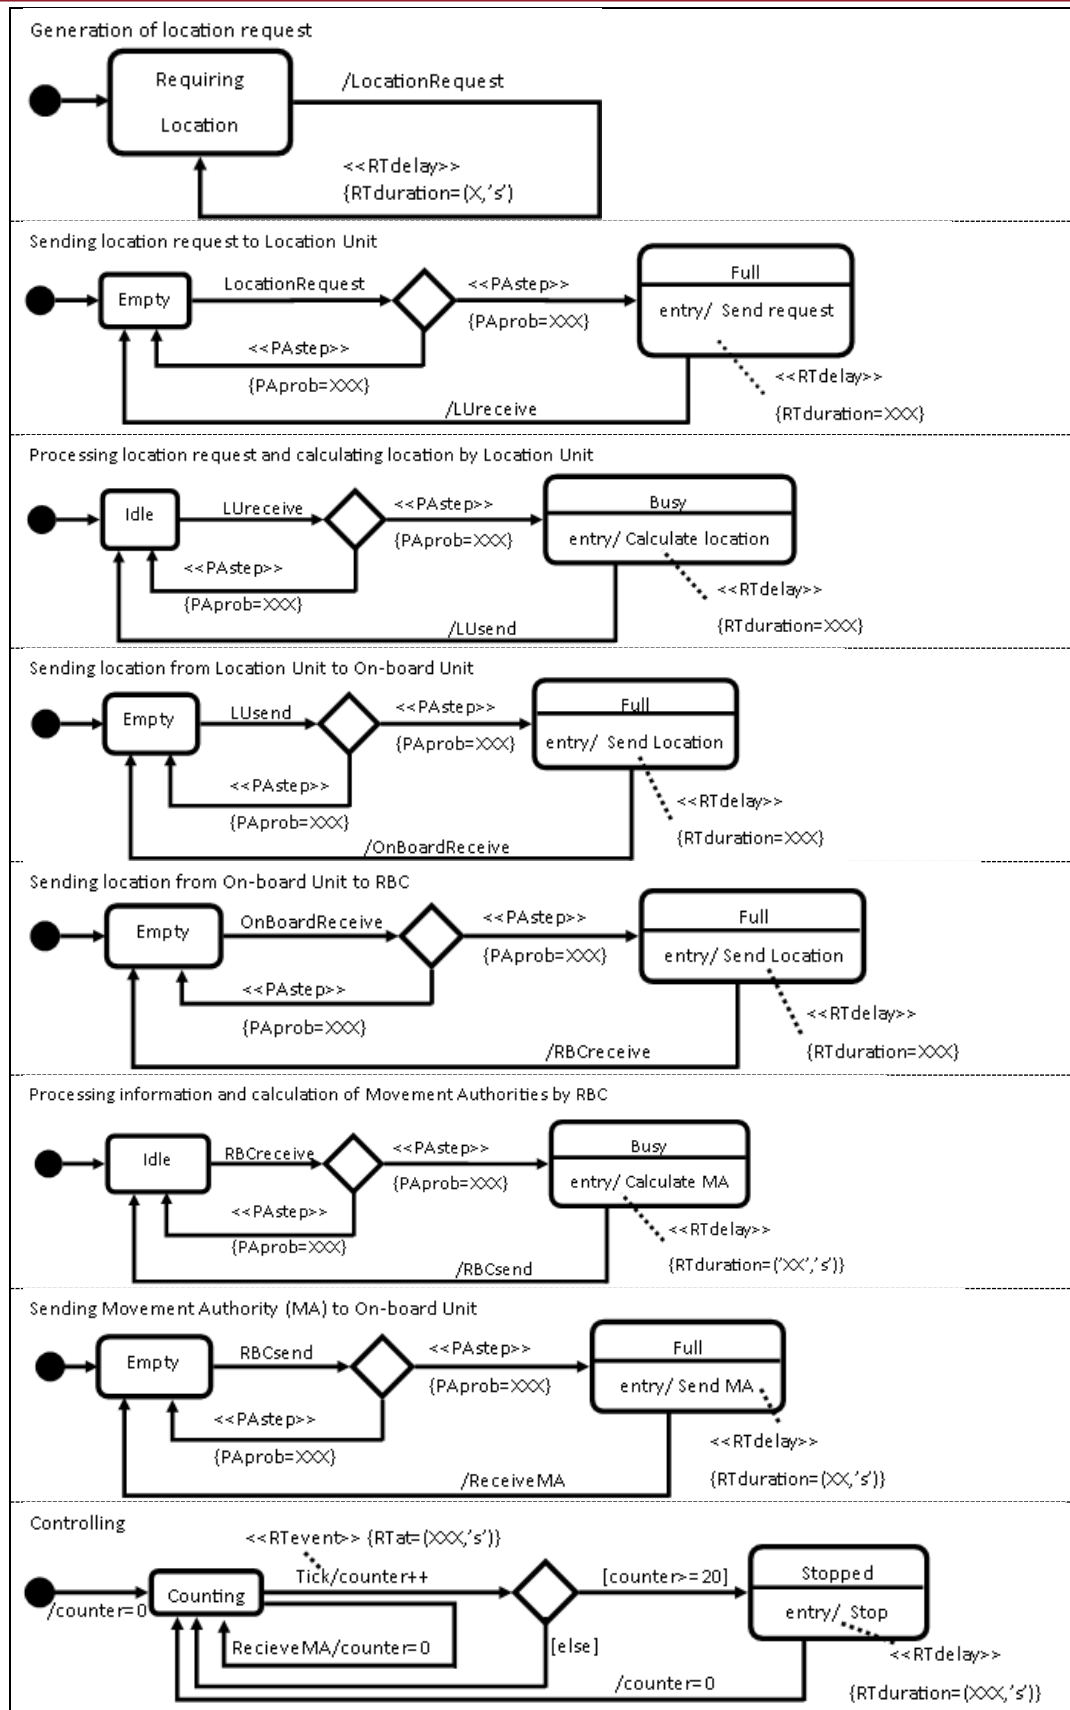 Generation of location request
Requiring
Location
/LocationRequest
<<RTdelay>>
{RTduration=(X,’s’)
Sending location request to Location Unit
Empty
LocationRequest
<<PAstep>>
{PAprob=XXX}
<<PAstep>>
{PAprob=XXX}
Full
entry/ Send request
<<RTdelay>>
{RTduration=XXX}
/LUreceive
Processing location request and calculating location by Location Unit
Idle
LUreceive
<<PAstep>>
{PAprob=XXX}
<<PAstep>>
{PAprob=XXX}
Busy
entry/ Calculate location
<<RTdelay>>
{RTduration=XXX}
/LUsend
Sending location from Location Unit to On-board Unit
Empty
LUsend
<<PAstep>>
{PAprob=XXX}
<<PAstep>>
{PAprob=XXX}
Full
entry/ Send Location
<<RTdelay>>
{RTduration=XXX}
/OnBoardReceive
Sending location from On-board Unit to RBC
Empty
OnBoardReceive
<<PAstep>>
{PAprob=XXX}
<<PAstep>>
{PAprob=XXX}
Full
entry/ Send Location
<<RTdelay>>
{RTduration=XXX}
/RBCreceive
Processing information and calculation of Movement Authorities by RBC
Idle
RBCreceive
<<PAstep>>
{PAprob=XXX}
<<PAstep>>
{PAprob=XXX}
Busy
entry/ Calculate MA
<<RTdelay>>
{RTduration=(’XX’,’s’)}
/RBCsend
Sending Movement Authority (MA) to On-board Unit
Empty
RBCsend
<<PAstep>>
{PAprob=XXX}
<<PAstep>>
{PAprob=XXX}
Full
entry/ Send MA
<<RTdelay>>
{RTduration=(XX,’s’)}
/ReceiveMA
Controlling
<<RTevent>> {RTat=(XXX,’s’)}
/counter=0
Counting
Tick/counter++
[counter>=20]
Stopped
entry/ Stop
RecieveMA/counter=0
[else]
<<RTdelay>>
{RTduration=(XXX,’s’)}
/counter=0